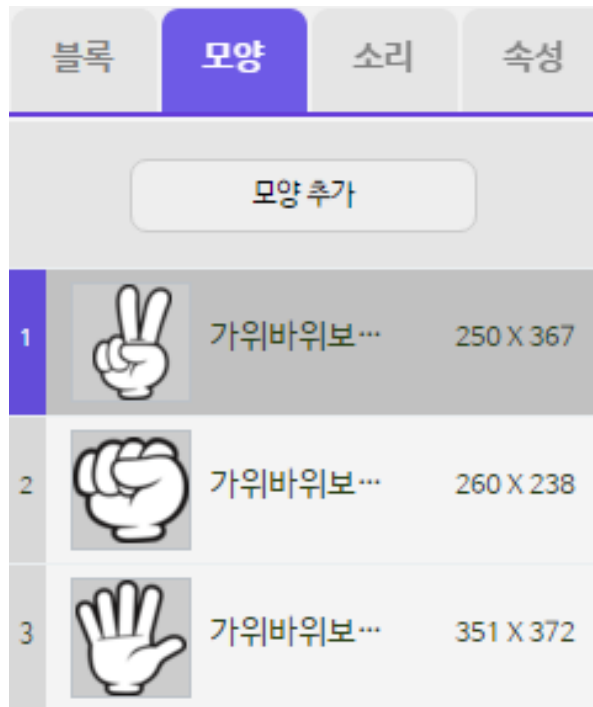 블록 모양 소리 속성
모양 추가
1 가위바위보… 250 X 367
2 가위바위보… 260 X 238
3 가위바위보… 351 X 372